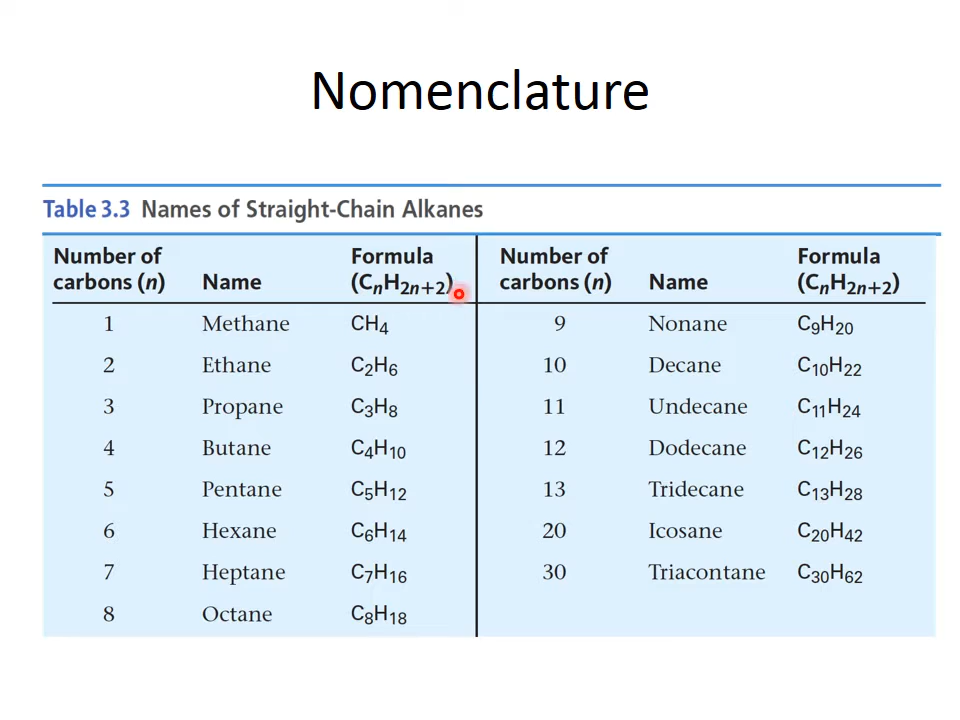 Nomenclature
Table 3.3 Names of Straight-Chain Alkanes
Number of carbons (n) Name Formula (CnH2n+2) Number of carbons (n) Name Formula (CnH2n+2)
1 Methane CH4 9 Nonane C9H20
2 Ethane C2H6 10 Decane C10H22
3 Propane C3H8 11 Undecane C11H24
4 Butane C4H10 12 Dodecane C12H26
5 Pentane C5H12 13 Tridecane C13H28
6 Hexane C6H14 20 Icosane C20H42
7 Heptane C7H16 30 Triacontane C30H62
8 Octane C8H18